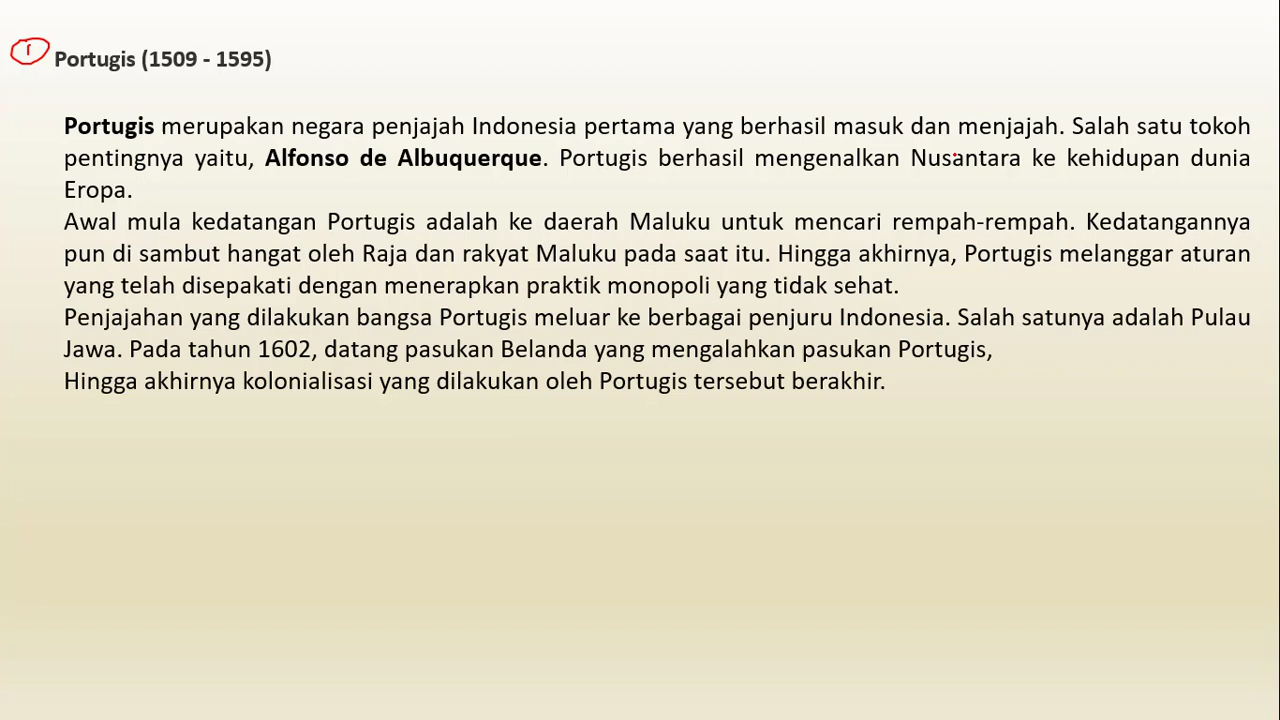 1
Portugis (1509 - 1595)
Portugis merupakan negara penjajah Indonesia pertama yang berhasil masuk dan menjajah. Salah satu tokoh
pentingnya yaitu, Alfonso de Albuquerque. Portugis berhasil mengenalkan Nusantara ke kehidupan dunia
Eropa.
Awal mula kedatangan Portugis adalah ke daerah Maluku untuk mencari rempah-rempah. Kedatangannya
pun di sambut hangat oleh Raja dan rakyat Maluku pada saat itu. Hingga akhirnya, Portugis melanggar aturan
yang telah disepakati dengan menerapkan praktik monopoli yang tidak sehat.
Penjajahan yang dilakukan bangsa Portugis meluar ke berbagai penjuru Indonesia. Salah satunya adalah Pulau
Jawa. Pada tahun 1602, datang pasukan Belanda yang mengalahkan pasukan Portugis,
Hingga akhirnya kolonialisasi yang dilakukan oleh Portugis tersebut berakhir.